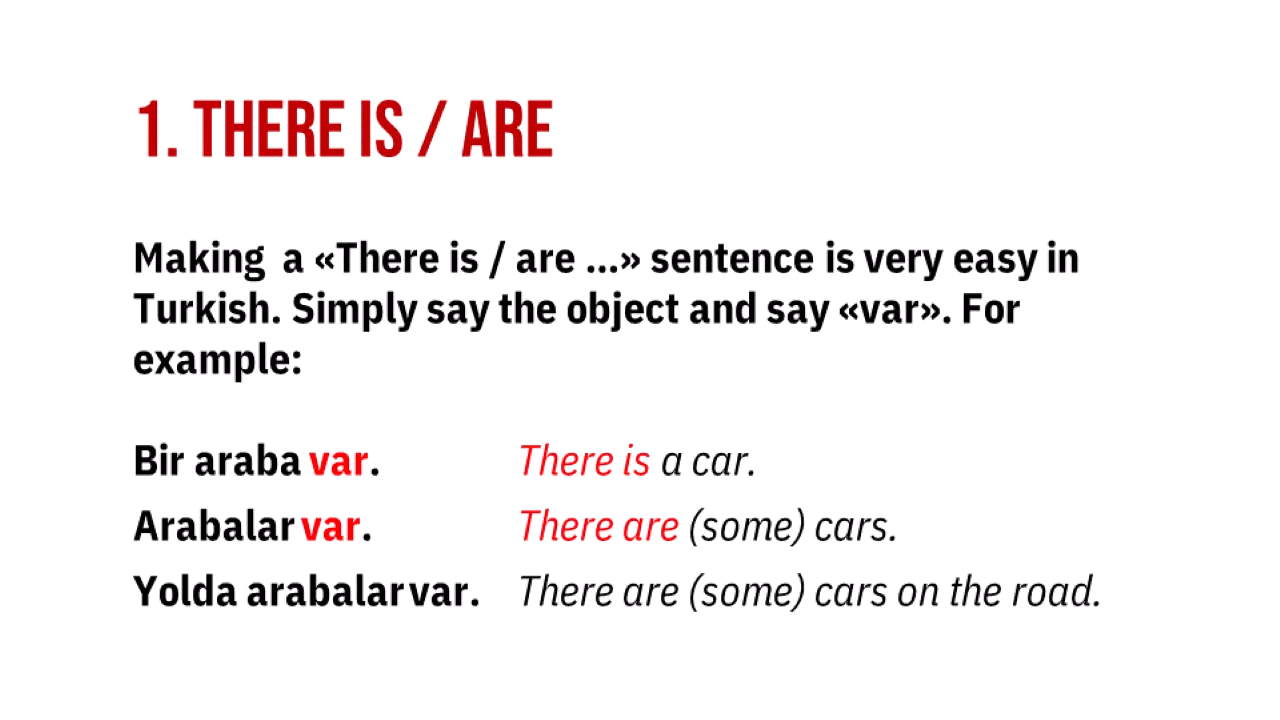 1. THERE IS / ARE
Making a «There is / are ...» sentence is very easy in
Turkish. Simply say the object and say «var». For
example:
Bir araba var. There is a car.
Arabalar var. There are (some) cars.
Yolda arabalar var. There are (some) cars on the road.